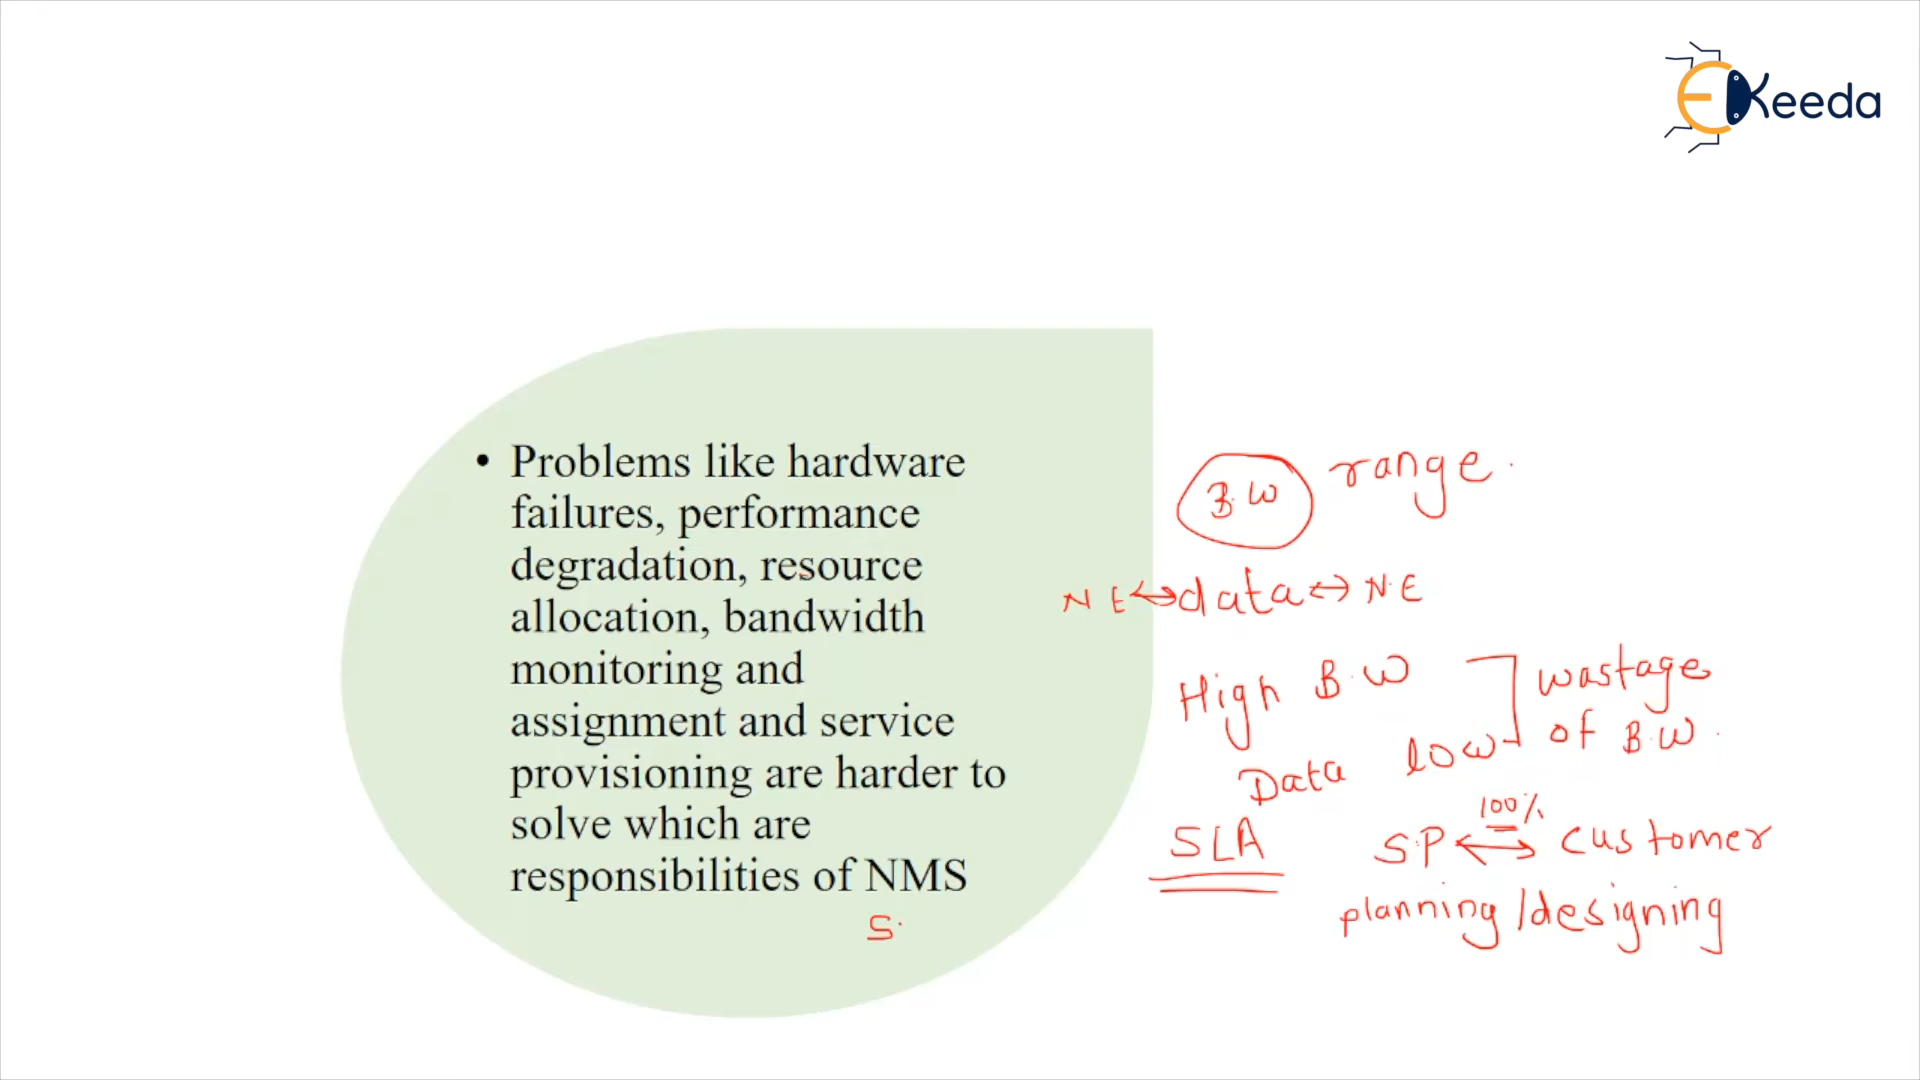 EKeeda
• Problems like hardware
failures, performance
degradation, resource
allocation, bandwidth
monitoring and
assignment and service
provisioning are harder to
solve which are
responsibilities of NMS
S.
B.W range.
N E ↔ data ↔ N.E
High B.W
Data low
wastage
of B.W.
SLA
100%
SP ↔ customer
planning/designing